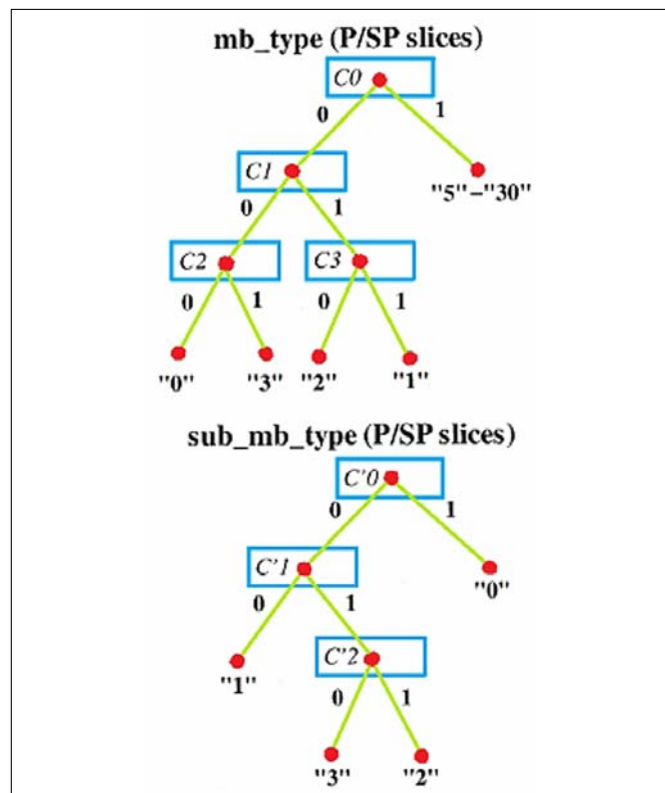 mb_type (P/SP slices)
C0
0 1
C1
"5"–"30"
0 1
C2 C3
0 1 0 1
"0" "3" "2" "1"
sub_mb_type (P/SP slices)
C'0
0 1
C'1
"0"
0 1
C'2
"1"
0 1
"3" "2"